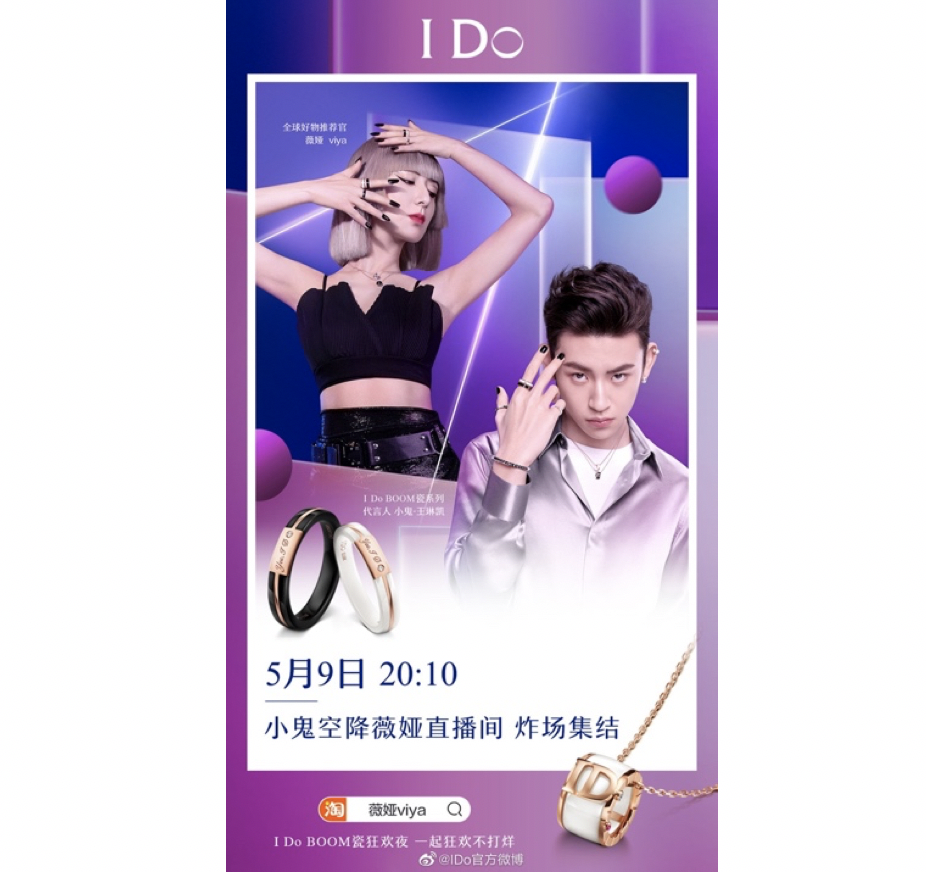 I Do
全球好物推荐官
薇娅 viya
I Do BOOM瓷系列
代言人 小鬼·王琳凯
You, I Do
You, I Do
5月9日 20:10
小鬼空降薇娅直播间 炸场集结
淘 薇娅viya
I Do BOOM瓷狂欢夜 一起狂欢不打烊
@IDo官方微博